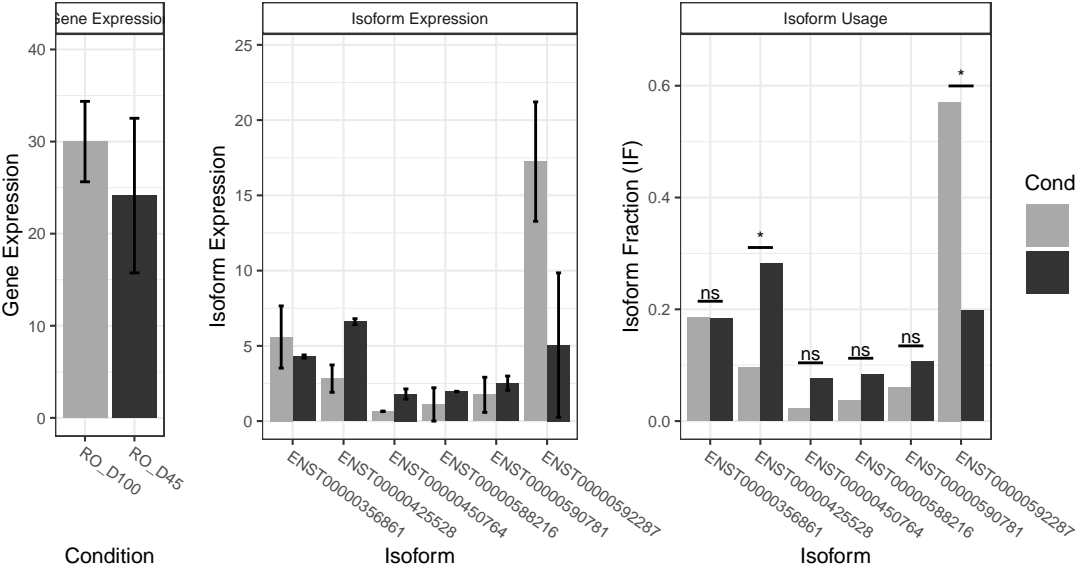 Gene Expression
Isoform Expression
Isoform Usage
Gene Expression
40
30
20
10
0
RO_D100
RO_D45
Condition
Isoform Expression
25
20
15
10
5
0
ENST00000356861
ENST00000425528
ENST00000450764
ENST00000588216
ENST00000590781
ENST00000592287
Isoform
Isoform Fraction (IF)
0.6
0.4
0.2
0.0
ns
*
ns
ns
ns
*
ENST00000356861
ENST00000425528
ENST00000450764
ENST00000588216
ENST00000590781
ENST00000592287
Isoform
Cond